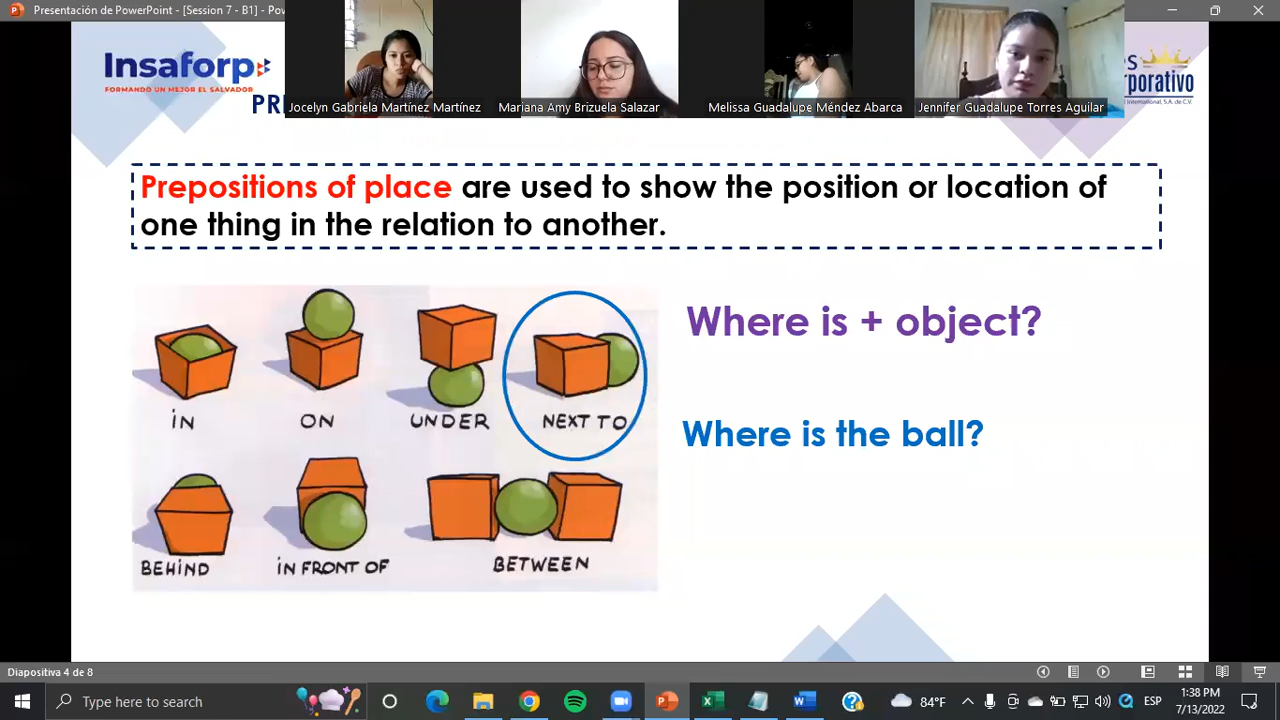 Presentación de PowerPoint - [Session 7 - B1] - Pov
Insaforp
FORMANDO UN MEJOR EL SALVADOR
Jocelyn Gabriela Martínez Martínez
Mariana Amy Brizuela Salazar
Melissa Guadalupe Méndez Abarca
Jennifer Guadalupe Torres Aguilar
Prepositions of place are used to show the position or location of
one thing in the relation to another.
IN
ON
UNDER
NEXT TO
BEHIND
IN FRONT OF
BETWEEN
Where is + object?
Where is the ball?
Diapositiva 4 de 8
Type here to search
84°F
ESP
1:38 PM
7/13/2022